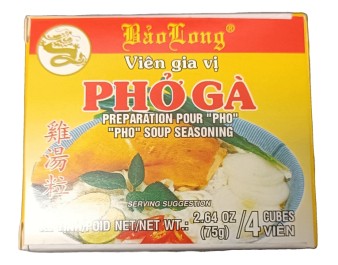 BảoLong®
Viên gia vị
PHỞ GÀ
PREPARATION POUR "PHO"
"PHO" SOUP SEASONING
雞湯粒
SERVING SUGGESTION
NET/NET WT.: 2.64 OZ (75g) / 4 CUBES VIÊN